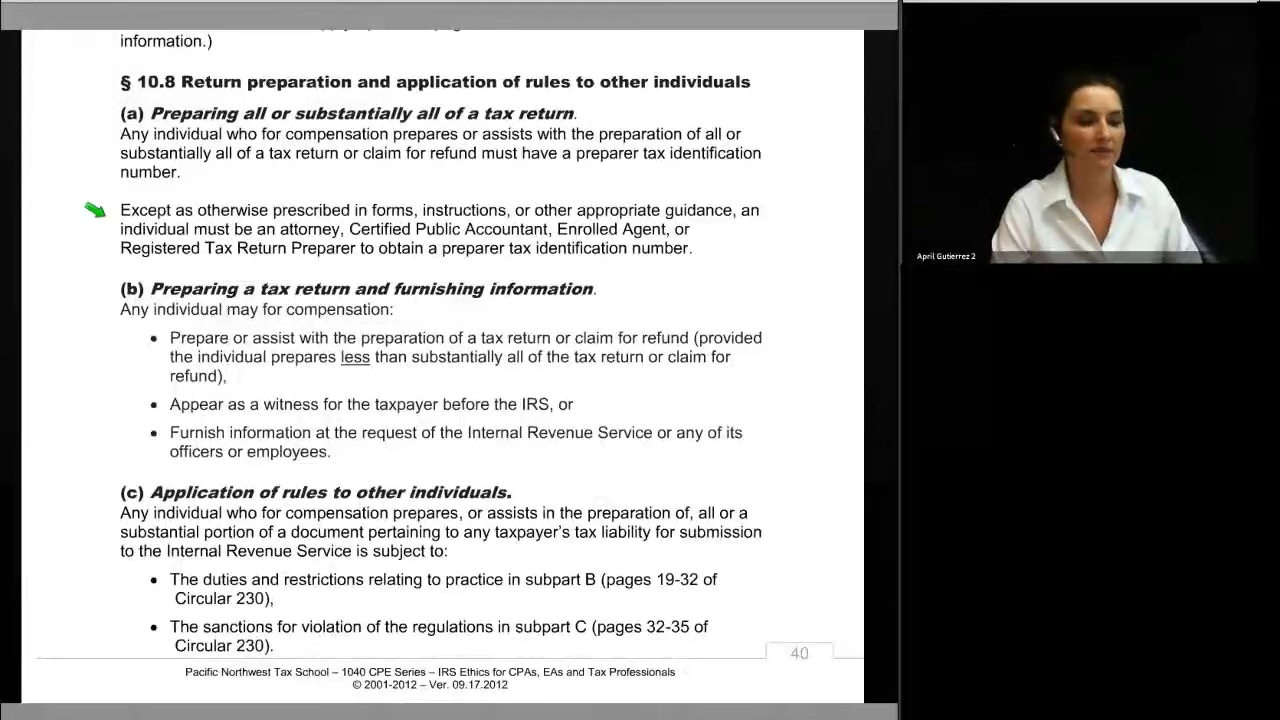 information.)
§ 10.8 Return preparation and application of rules to other individuals
(a) Preparing all or substantially all of a tax return.
Any individual who for compensation prepares or assists with the preparation of all or
substantially all of a tax return or claim for refund must have a preparer tax identification
number.
Except as otherwise prescribed in forms, instructions, or other appropriate guidance, an
individual must be an attorney, Certified Public Accountant, Enrolled Agent, or
Registered Tax Return Preparer to obtain a preparer tax identification number.
(b) Preparing a tax return and furnishing information.
Any individual may for compensation:
• Prepare or assist with the preparation of a tax return or claim for refund (provided
the individual prepares less than substantially all of the tax return or claim for
refund),
• Appear as a witness for the taxpayer before the IRS, or
• Furnish information at the request of the Internal Revenue Service or any of its
officers or employees.
(c) Application of rules to other individuals.
Any individual who for compensation prepares, or assists in the preparation of, all or a
substantial portion of a document pertaining to any taxpayer’s tax liability for submission
to the Internal Revenue Service is subject to:
• The duties and restrictions relating to practice in subpart B (pages 19-32 of
Circular 230),
• The sanctions for violation of the regulations in subpart C (pages 32-35 of
Circular 230).
40
Pacific Northwest Tax School – 1040 CPE Series – IRS Ethics for CPAs, EAs and Tax Professionals
© 2001-2012 – Ver. 09.17.2012
April Gutierrez 2